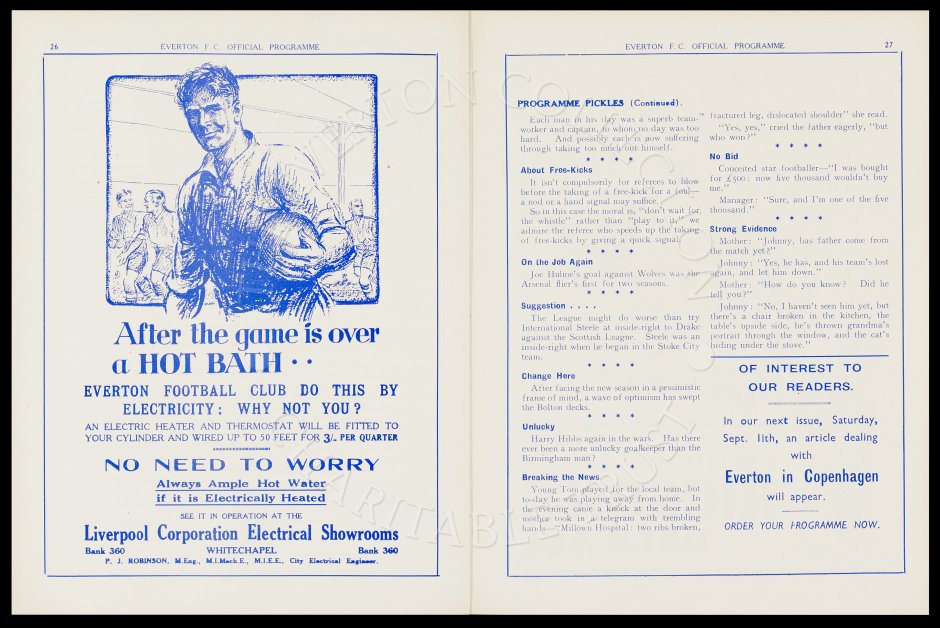 26
EVERTON F. C. OFFICIAL PROGRAMME
After the game is over
a HOT BATH · ·
EVERTON FOOTBALL CLUB DO THIS BY
ELECTRICITY: WHY NOT YOU?
AN ELECTRIC HEATER AND THERMOSTAT WILL BE FITTED TO
YOUR CYLINDER AND WIRED UP TO 50 FEET FOR 3/- PER QUARTER
NO NEED TO WORRY
Always Ample Hot Water
if it is Electrically Heated
SEE IT IN OPERATION AT THE
Liverpool Corporation Electrical Showrooms
Bank 360 WHITECHAPEL Bank 360
P. J. ROBINSON, M.Eng., M.I.Mech.E., M.I.E.E., City Electrical Engineer.
EVERTON F. C. OFFICIAL PROGRAMME
27
PROGRAMME PICKLES (Continued).
Each man in his day was a superb team-
worker and captain, to whom no day was too
hard. And possibly each is now suffering
through taking too much out himself.
* * * *
About Free-Kicks
It isn't compulsorily for referees to blow
before the taking of a free-kick for a foul—
a nod or a hand signal may suffice.
So in this case the moral is, "don't wait for
the whistle" rather than "play to it," we
admire the referee who speeds up the taking
of free-kicks by giving a quick signal.
* * * *
On the Job Again
Joe Hulme's goal against Wolves was the
Arsenal flier's first for two seasons.
* * * *
Suggestion . . . .
The League might do worse than try
International Steele at inside-right to Drake
against the Scottish League. Steele was an
inside-right when he began in the Stoke City
team.
* * * *
Change Here
After facing the new season in a pessimistic
frame of mind, a wave of optimism has swept
the Bolton decks.
* * * *
Unlucky
Harry Hibbs again in the wars. Has there
ever been a more unlucky goalkeeper than the
Birmingham man?
* * * *
Breaking the News
Young Tom played for the local team, but
to-day he was playing away from home. In
the evening came a knock at the door and
mother took in a telegram with trembling
hands—"Milltown Hospital: two ribs broken,
fractured leg, dislocated shoulder" she read.
"Yes, yes," cried the father eagerly, "but
who won?"
* * * *
No Bid
Conceited star footballer—"I was bought
for £500: now five thousand wouldn't buy
me."
Manager: "Sure, and I'm one of the five
thousand."
* * * *
Strong Evidence
Mother: "Johnny, has father come from
the match yet?"
Johnny: "Yes, he has, and his team's lost
again, and let him down."
Mother: "How do you know? Did he
tell you?"
Johnny: "No, I haven't seen him yet, but
there's a chair broken in the kitchen, the
table's upside side, he's thrown grandma's
portrait through the window, and the cat's
hiding under the stove."
OF INTEREST TO
OUR READERS.
In our next issue, Saturday,
Sept. 11th, an article dealing
with
Everton in Copenhagen
will appear.
ORDER YOUR PROGRAMME NOW.